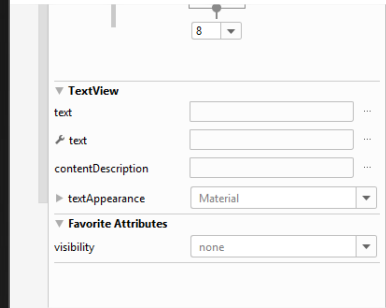 8
TextView
text
text
contentDescription
textAppearance Material
Favorite Attributes
visibility none